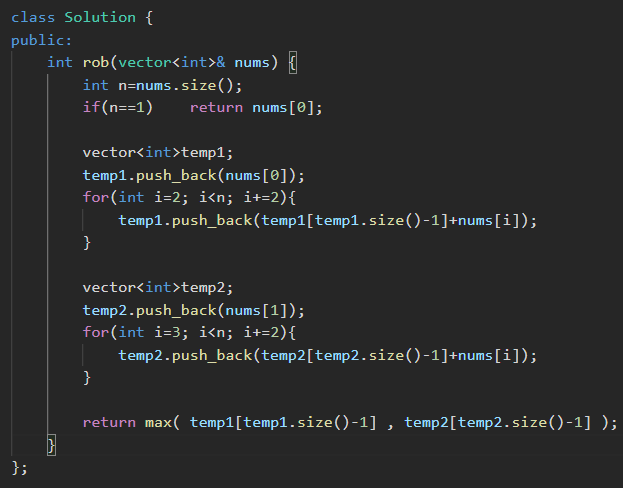 class Solution {
public:
    int rob(vector<int>& nums) {
        int n=nums.size();
        if(n==1)    return nums[0];

        vector<int>temp1;
        temp1.push_back(nums[0]);
        for(int i=2; i<n; i+=2){
            temp1.push_back(temp1[temp1.size()-1]+nums[i]);
        }

        vector<int>temp2;
        temp2.push_back(nums[1]);
        for(int i=3; i<n; i+=2){
            temp2.push_back(temp2[temp2.size()-1]+nums[i]);
        }

        return max( temp1[temp1.size()-1] , temp2[temp2.size()-1] );
    }
};